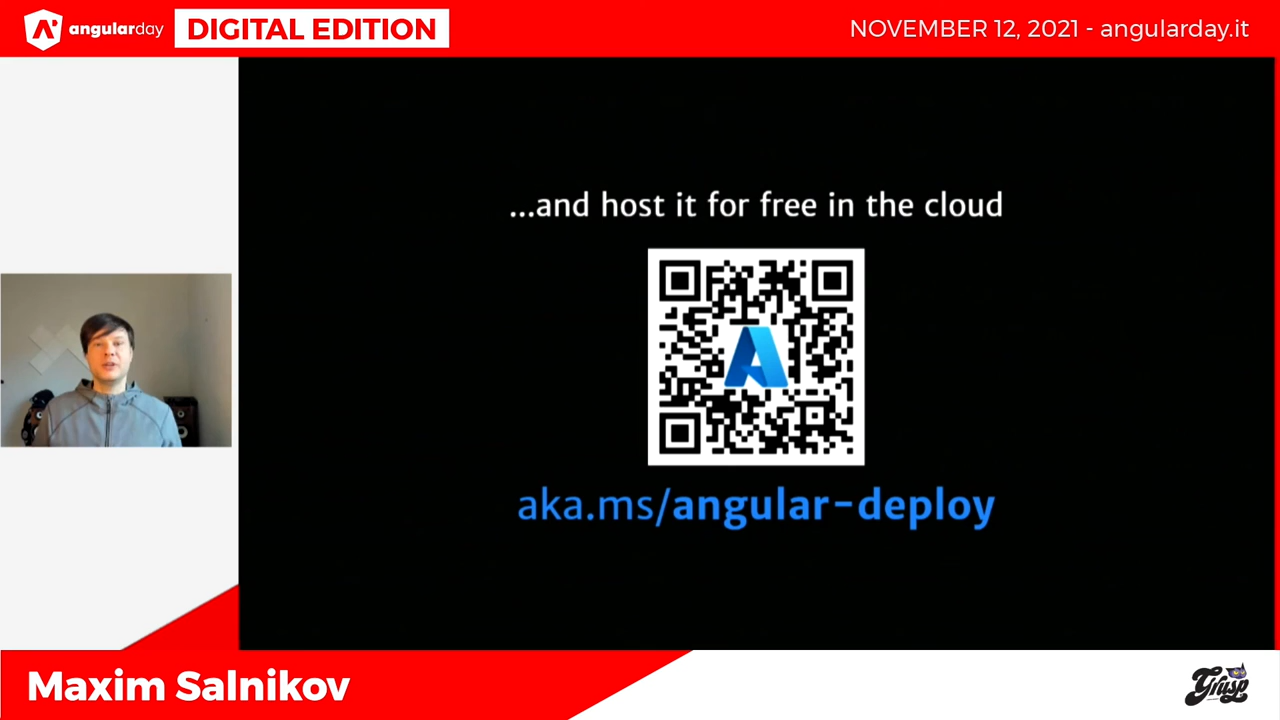 angularday
DIGITAL EDITION
NOVEMBER 12, 2021 - angularday.it
...and host it for free in the cloud
aka.ms/angular-deploy
Maxim Salnikov
Grusp